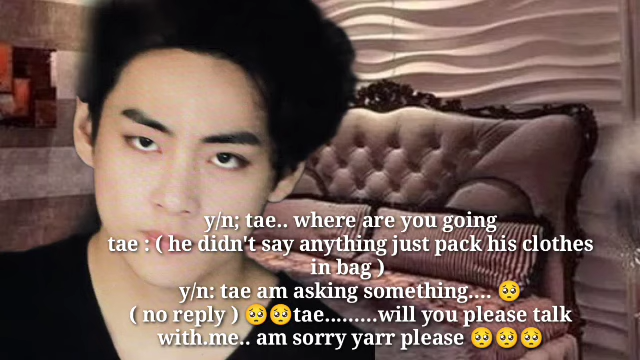 y/n; tae.. where are you going
tae : ( he didn't say anything just pack his clothes
in bag )
y/n: tae am asking something.... 🥺
( no reply ) 🥺🥺tae.........will you please talk
with.me.. am sorry yarr please 🥺🥺🥺